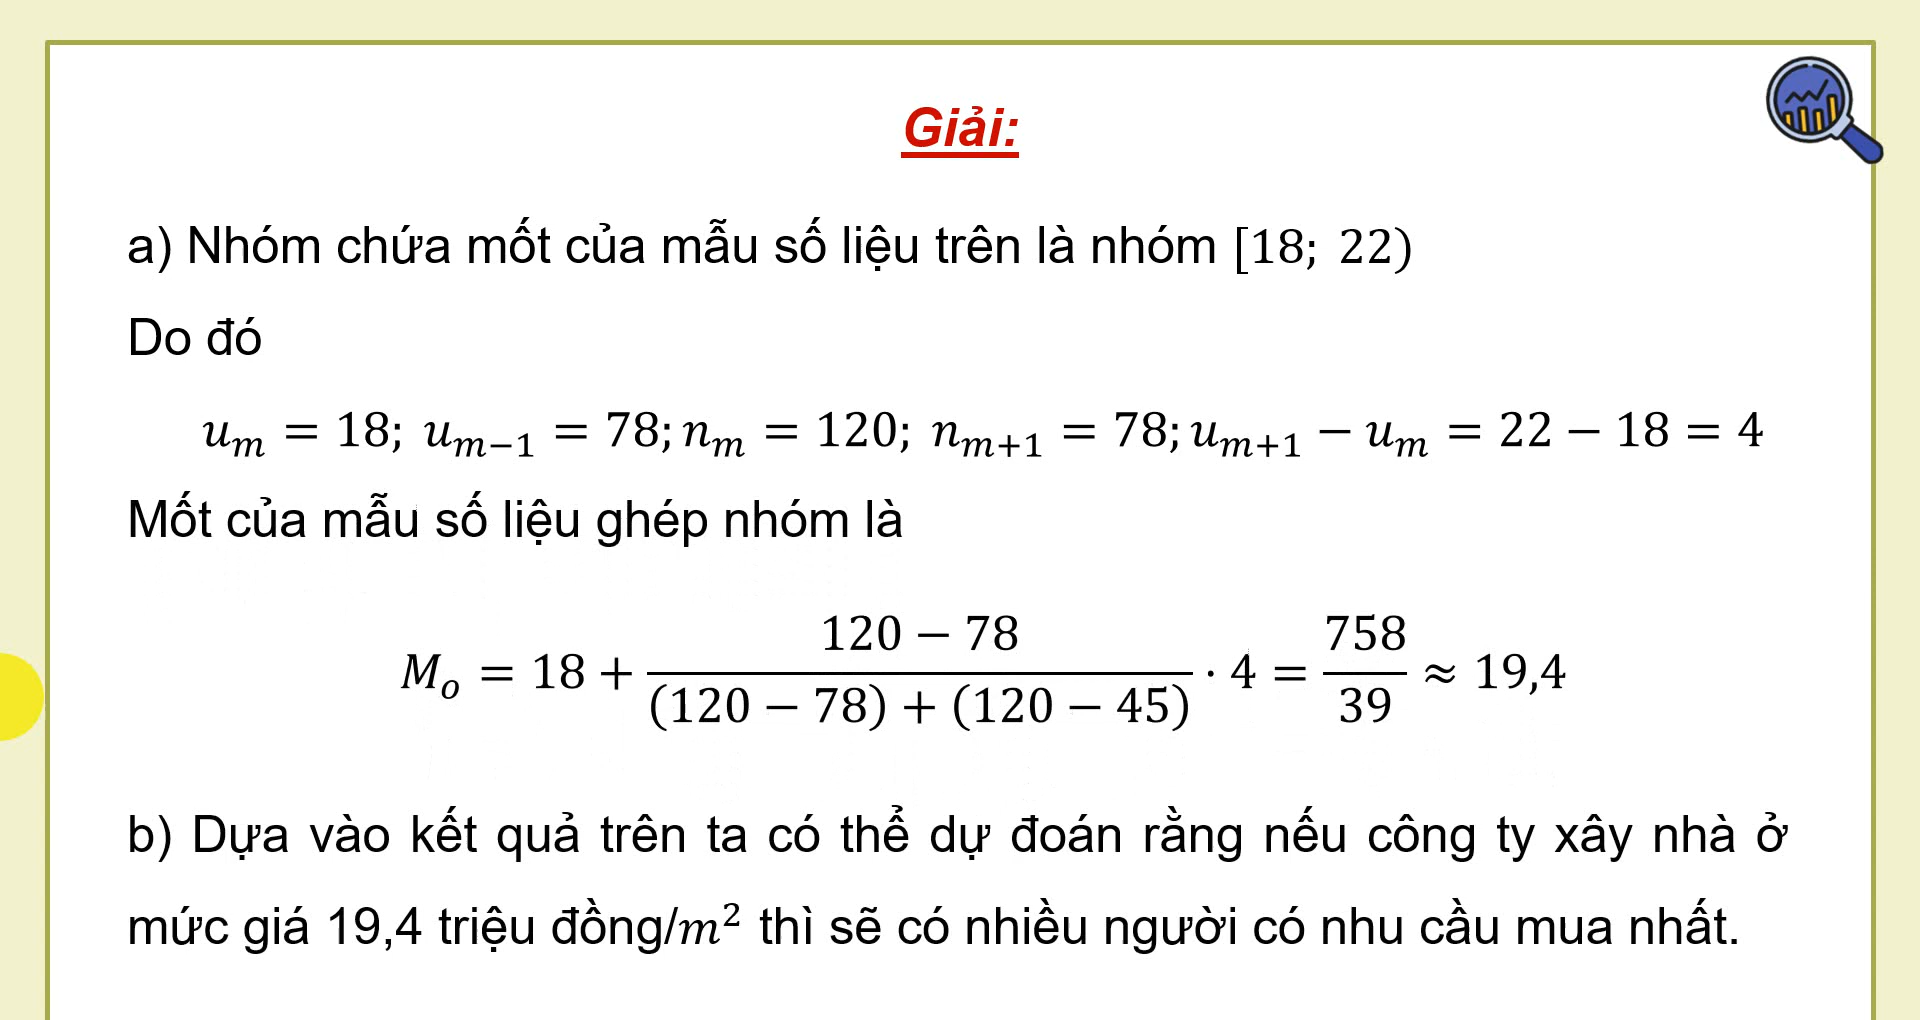 Giải:
a) Nhóm chứa mốt của mẫu số liệu trên là nhóm [18; 22)
Do đó
u_m = 18; u_{m−1} = 78; n_m = 120; n_{m+1} = 78; u_{m+1} − u_m = 22 − 18 = 4
Mốt của mẫu số liệu ghép nhóm là
M_o = 18 + \frac{120 − 78}{(120 − 78) + (120 − 45)} · 4 = \frac{758}{39} ≈ 19,4
b) Dựa vào kết quả trên ta có thể dự đoán rằng nếu công ty xây nhà ở
mức giá 19,4 triệu đồng/m² thì sẽ có nhiều người có nhu cầu mua nhất.